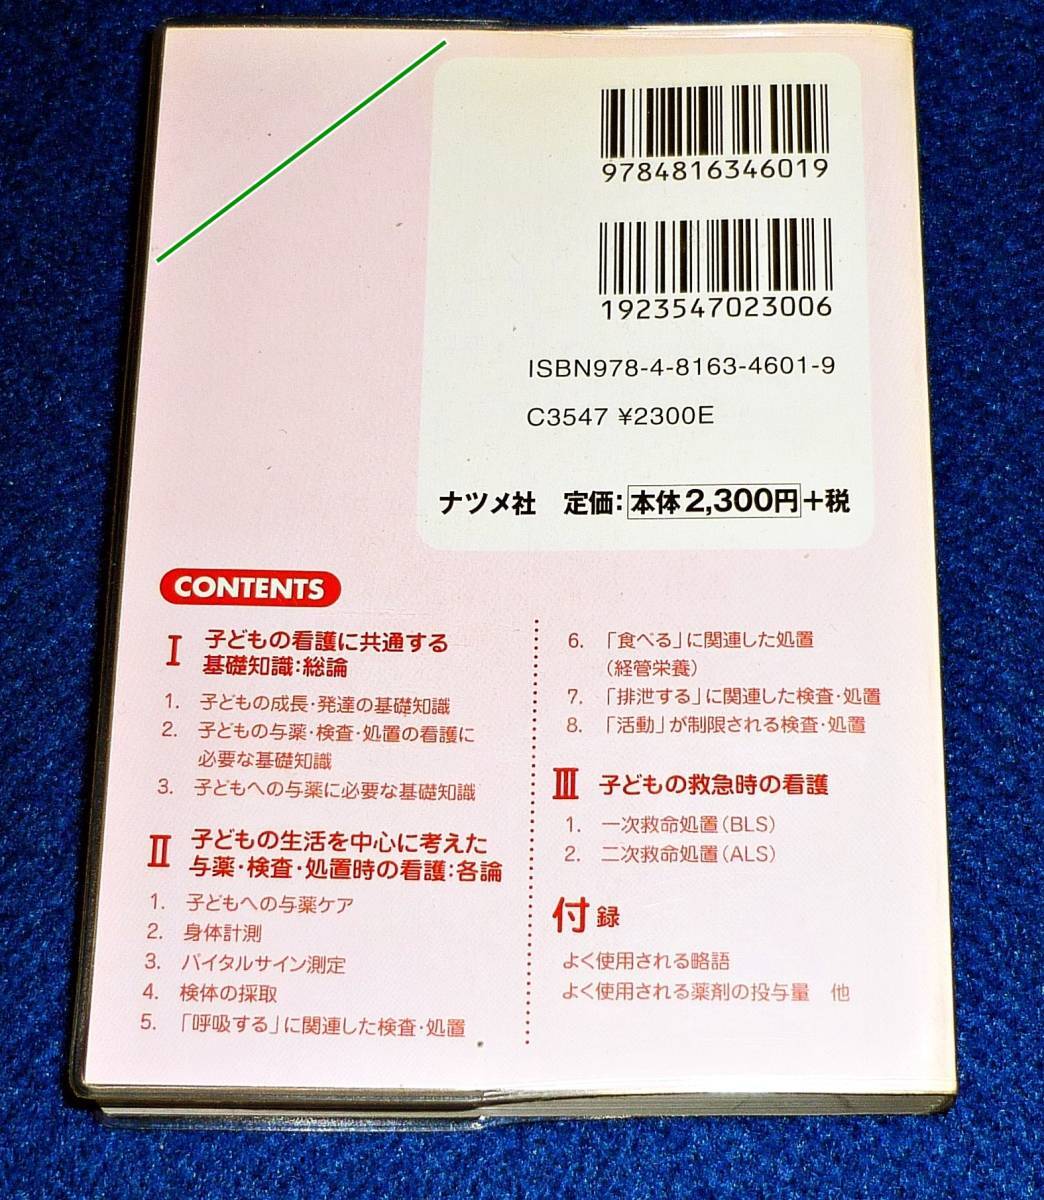 9784816346019
1923547023006
ISBN978-4-8163-4601-9
C3547 ¥2300E
ナツメ社 定価:本体2,300円+税
CONTENTS
Ⅰ 子どもの看護に共通する
基礎知識:総論
1. 子どもの成長・発達の基礎知識
2. 子どもの与薬・検査・処置の看護に
必要な基礎知識
3. 子どもへの与薬に必要な基礎知識
Ⅱ 子どもの生活を中心に考えた
与薬・検査・処置時の看護:各論
1. 子どもへの与薬ケア
2. 身体計測
3. バイタルサイン測定
4. 検体の採取
5. 「呼吸する」に関連した検査・処置
6. 「食べる」に関連した処置
(経管栄養)
7. 「排泄する」に関連した検査・処置
8. 「活動」が制限される検査・処置
Ⅲ 子どもの救急時の看護
1. 一次救命処置(BLS)
2. 二次救命処置(ALS)
付録
よく使用される略語
よく使用される薬剤の投与量 他